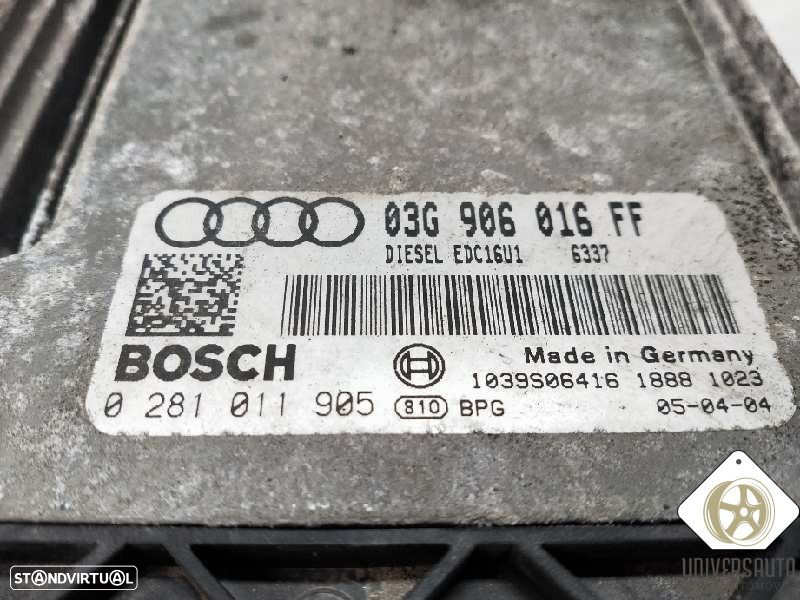 03G 906 016 FF
DIESEL EDC16U1 6337
BOSCH
Made in Germany
1039S06416 1888 1023
0 281 011 905 810 BPG 05-04-04
STANDVIRTUAL
UNIVERSAUTO